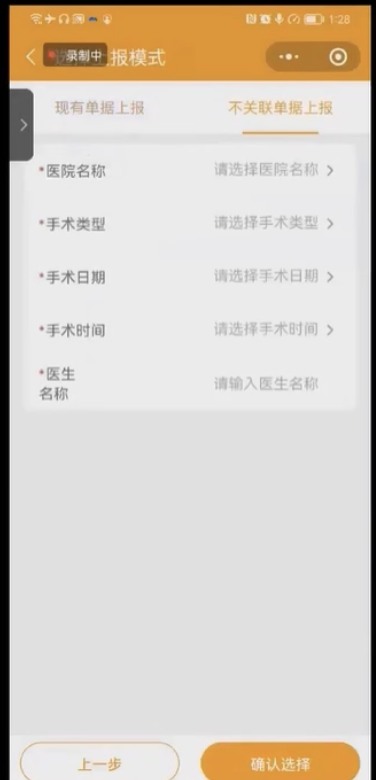 1:28
录制中
上报模式
现有单据上报
不关联单据上报
*医院名称 请选择医院名称
*手术类型 请选择手术类型
*手术日期 请选择手术日期
*手术时间 请选择手术时间
*医生
名称 请输入医生名称
上一步
确认选择